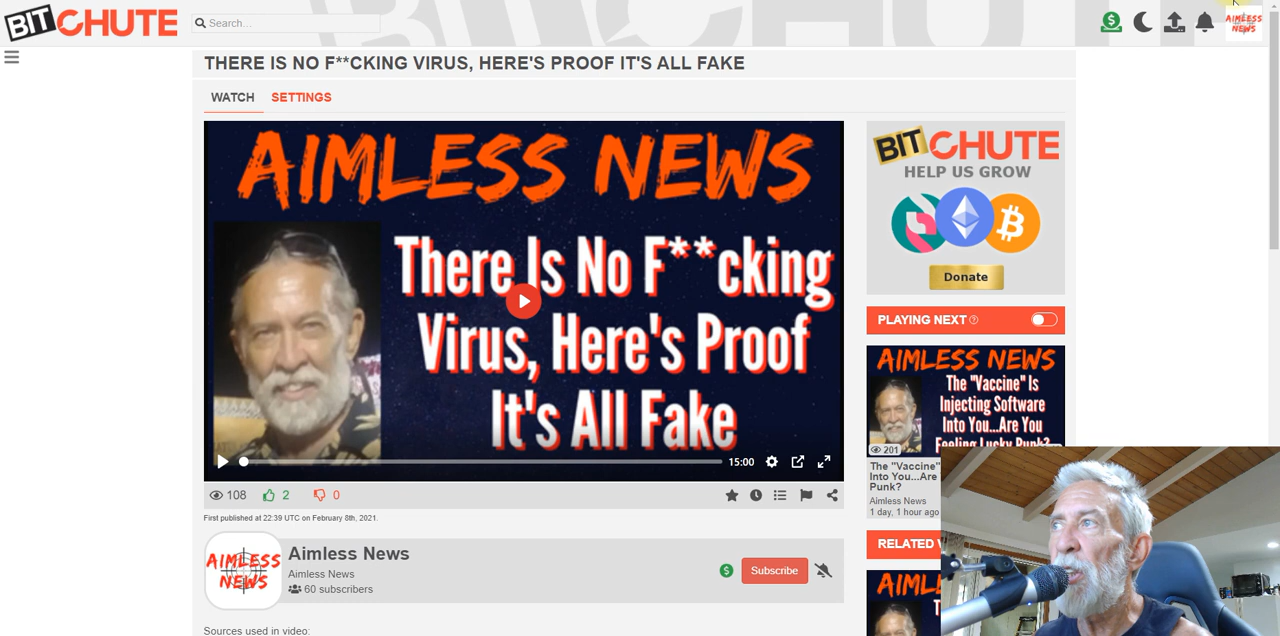 BITCHUTE
Search...
AIMLESS
NEWS
THERE IS NO F**CKING VIRUS, HERE'S PROOF IT'S ALL FAKE
WATCH
SETTINGS
AIMLESS NEWS
There Is No F**cking
Virus, Here's Proof
It's All Fake
15:00
108
2
0
First published at 22:39 UTC on February 8th, 2021.
AIMLESS
NEWS
Aimless News
Aimless News
60 subscribers
Subscribe
Sources used in video:
BITCHUTE
HELP US GROW
Donate
PLAYING NEXT
AIMLESS NEWS
The "Vaccine" Is
Injecting Software
Into You...Are You
Feeling Lucky Punk?
201
The "Vaccine"
Into You...Are
Punk?
Aimless News
1 day, 1 hour ago
RELATED V